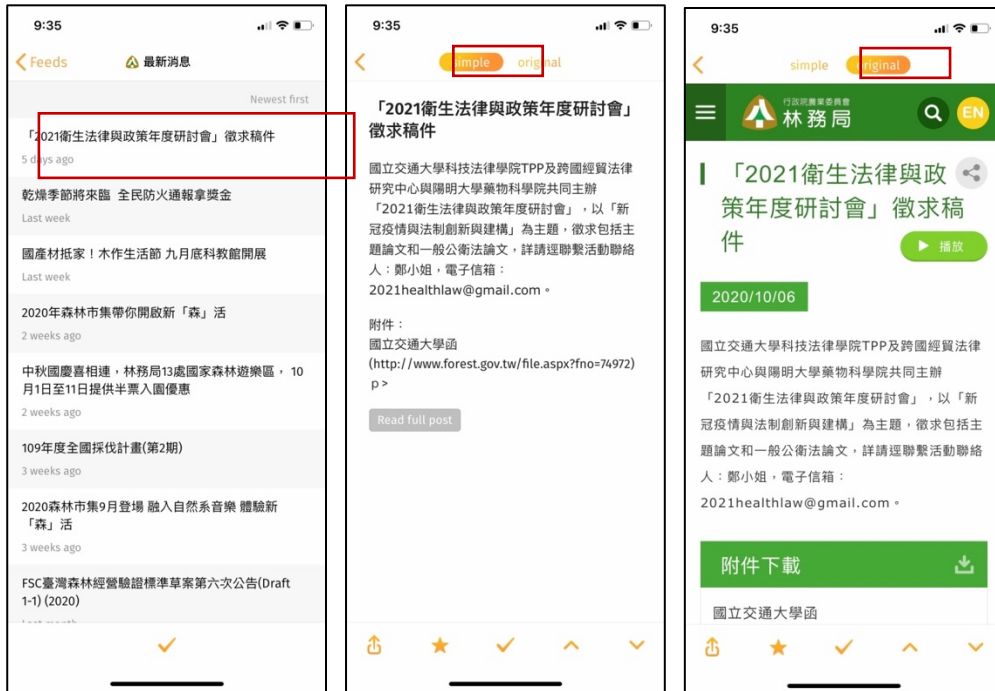 9:35
Feeds
最新消息
Newest first
「2021衛生法律與政策年度研討會」徵求稿件
5 days ago
乾燥季節將來臨 全民防火通報拿獎金
Last week
國產材抵家！木作生活節 九月底科教館開展
Last week
2020年森林市集帶你開啟新「森」活
2 weeks ago
中秋國慶喜相連，林務局13處國家森林遊樂區， 10
月1日至11日提供半票入園優惠
2 weeks ago
109年度全國採伐計畫(第2期)
3 weeks ago
2020森林市集9月登場 融入自然系音樂 體驗新
「森」活
3 weeks ago
FSC臺灣森林經營驗證標準草案第六次公告(Draft
1-1) (2020)
Last month
9:35
simple
original
「2021衛生法律與政策年度研討會」
徵求稿件
國立交通大學科技法律學院TPP及跨國經貿法律
研究中心與陽明大學藥物科學院共同主辦
「2021衛生法律與政策年度研討會」，以「新
冠疫情與法制創新與建構」為主題，徵求包括主
題論文和一般公衛法論文，詳請逕聯繫活動聯絡
人：鄭小姐，電子信箱：
2021healthlaw@gmail.com。
附件：
國立交通大學函
(http://www.forest.gov.tw/file.aspx?fno=74972)
p >
Read full post
9:35
simple
original
行政院農業委員會
林務局
EN
「2021衛生法律與政
策年度研討會」徵求稿
件
播放
2020/10/06
國立交通大學科技法律學院TPP及跨國經貿法律
研究中心與陽明大學藥物科學院共同主辦
「2021衛生法律與政策年度研討會」，以「新
冠疫情與法制創新與建構」為主題，徵求包括主
題論文和一般公衛法論文，詳請逕聯繫活動聯絡
人：鄭小姐，電子信箱：
2021healthlaw@gmail.com。
附件下載
國立交通大學函